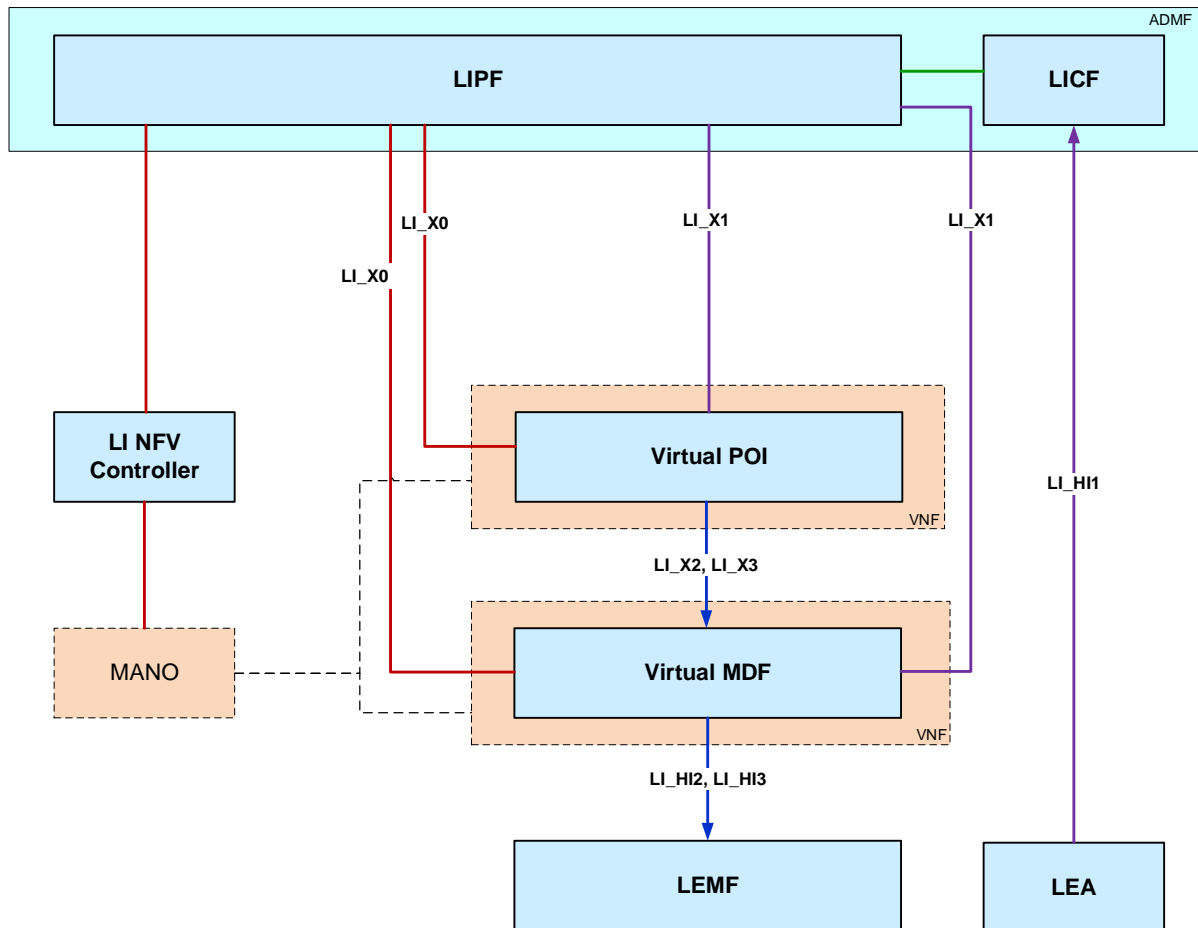 ADMF
LIPF
LICF
LI_X0
LI_X1
LI_X1
LI_X0
LI NFV
Controller
Virtual POI
LI_HI1
VNF
LI_X2, LI_X3
MANO
Virtual MDF
VNF
LI_HI2, LI_HI3
LEMF
LEA